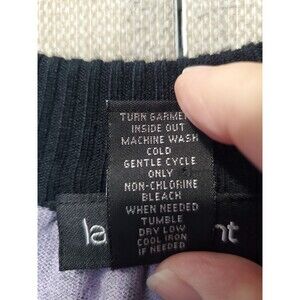 TURN GARMENT
INSIDE OUT
MACHINE WASH
COLD
GENTLE CYCLE
ONLY
NON-CHLORINE
BLEACH
WHEN NEEDED
TUMBLE
DRY LOW
COOL IRON
IF NEEDED